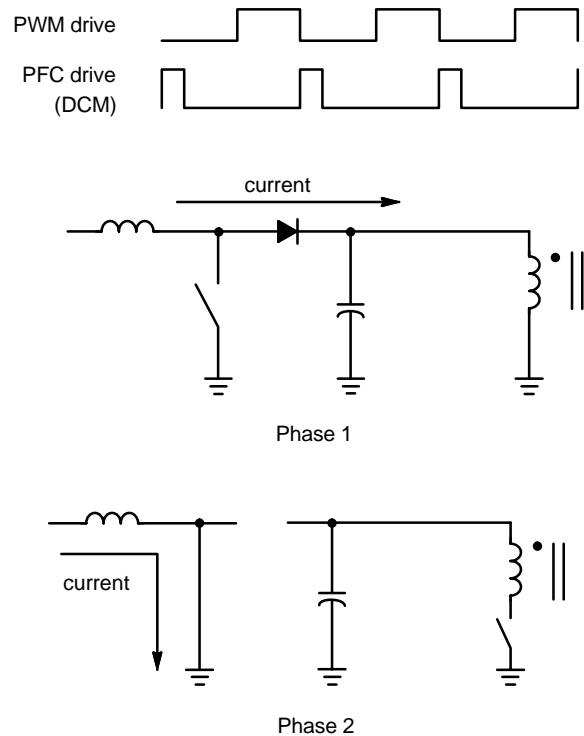 PWM drive
PFC drive
(DCM)
current
Phase 1
current
Phase 2